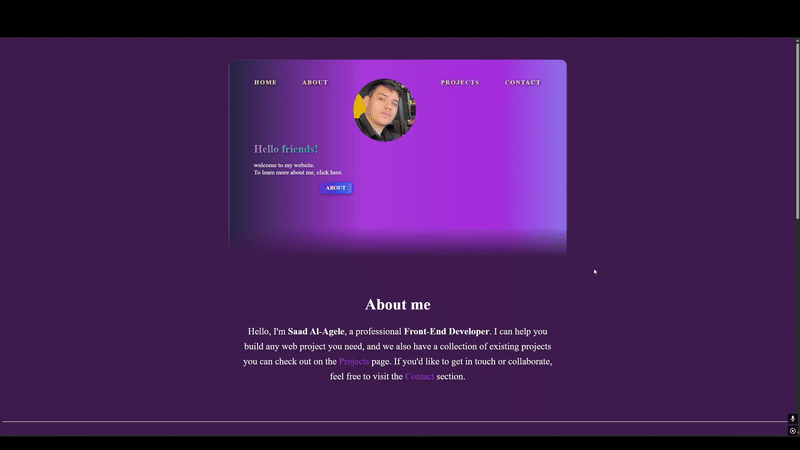 HOME ABOUT PROJECTS CONTACT
Hello friends!
welcome to my website.
To learn more about me, click here.
ABOUT
About me
Hello, I'm Saad Al-Agele, a professional Front-End Developer. I can help you
build any web project you need, and we also have a collection of existing projects
you can check out on the Projects page. If you'd like to get in touch or collaborate,
feel free to visit the Contact section.